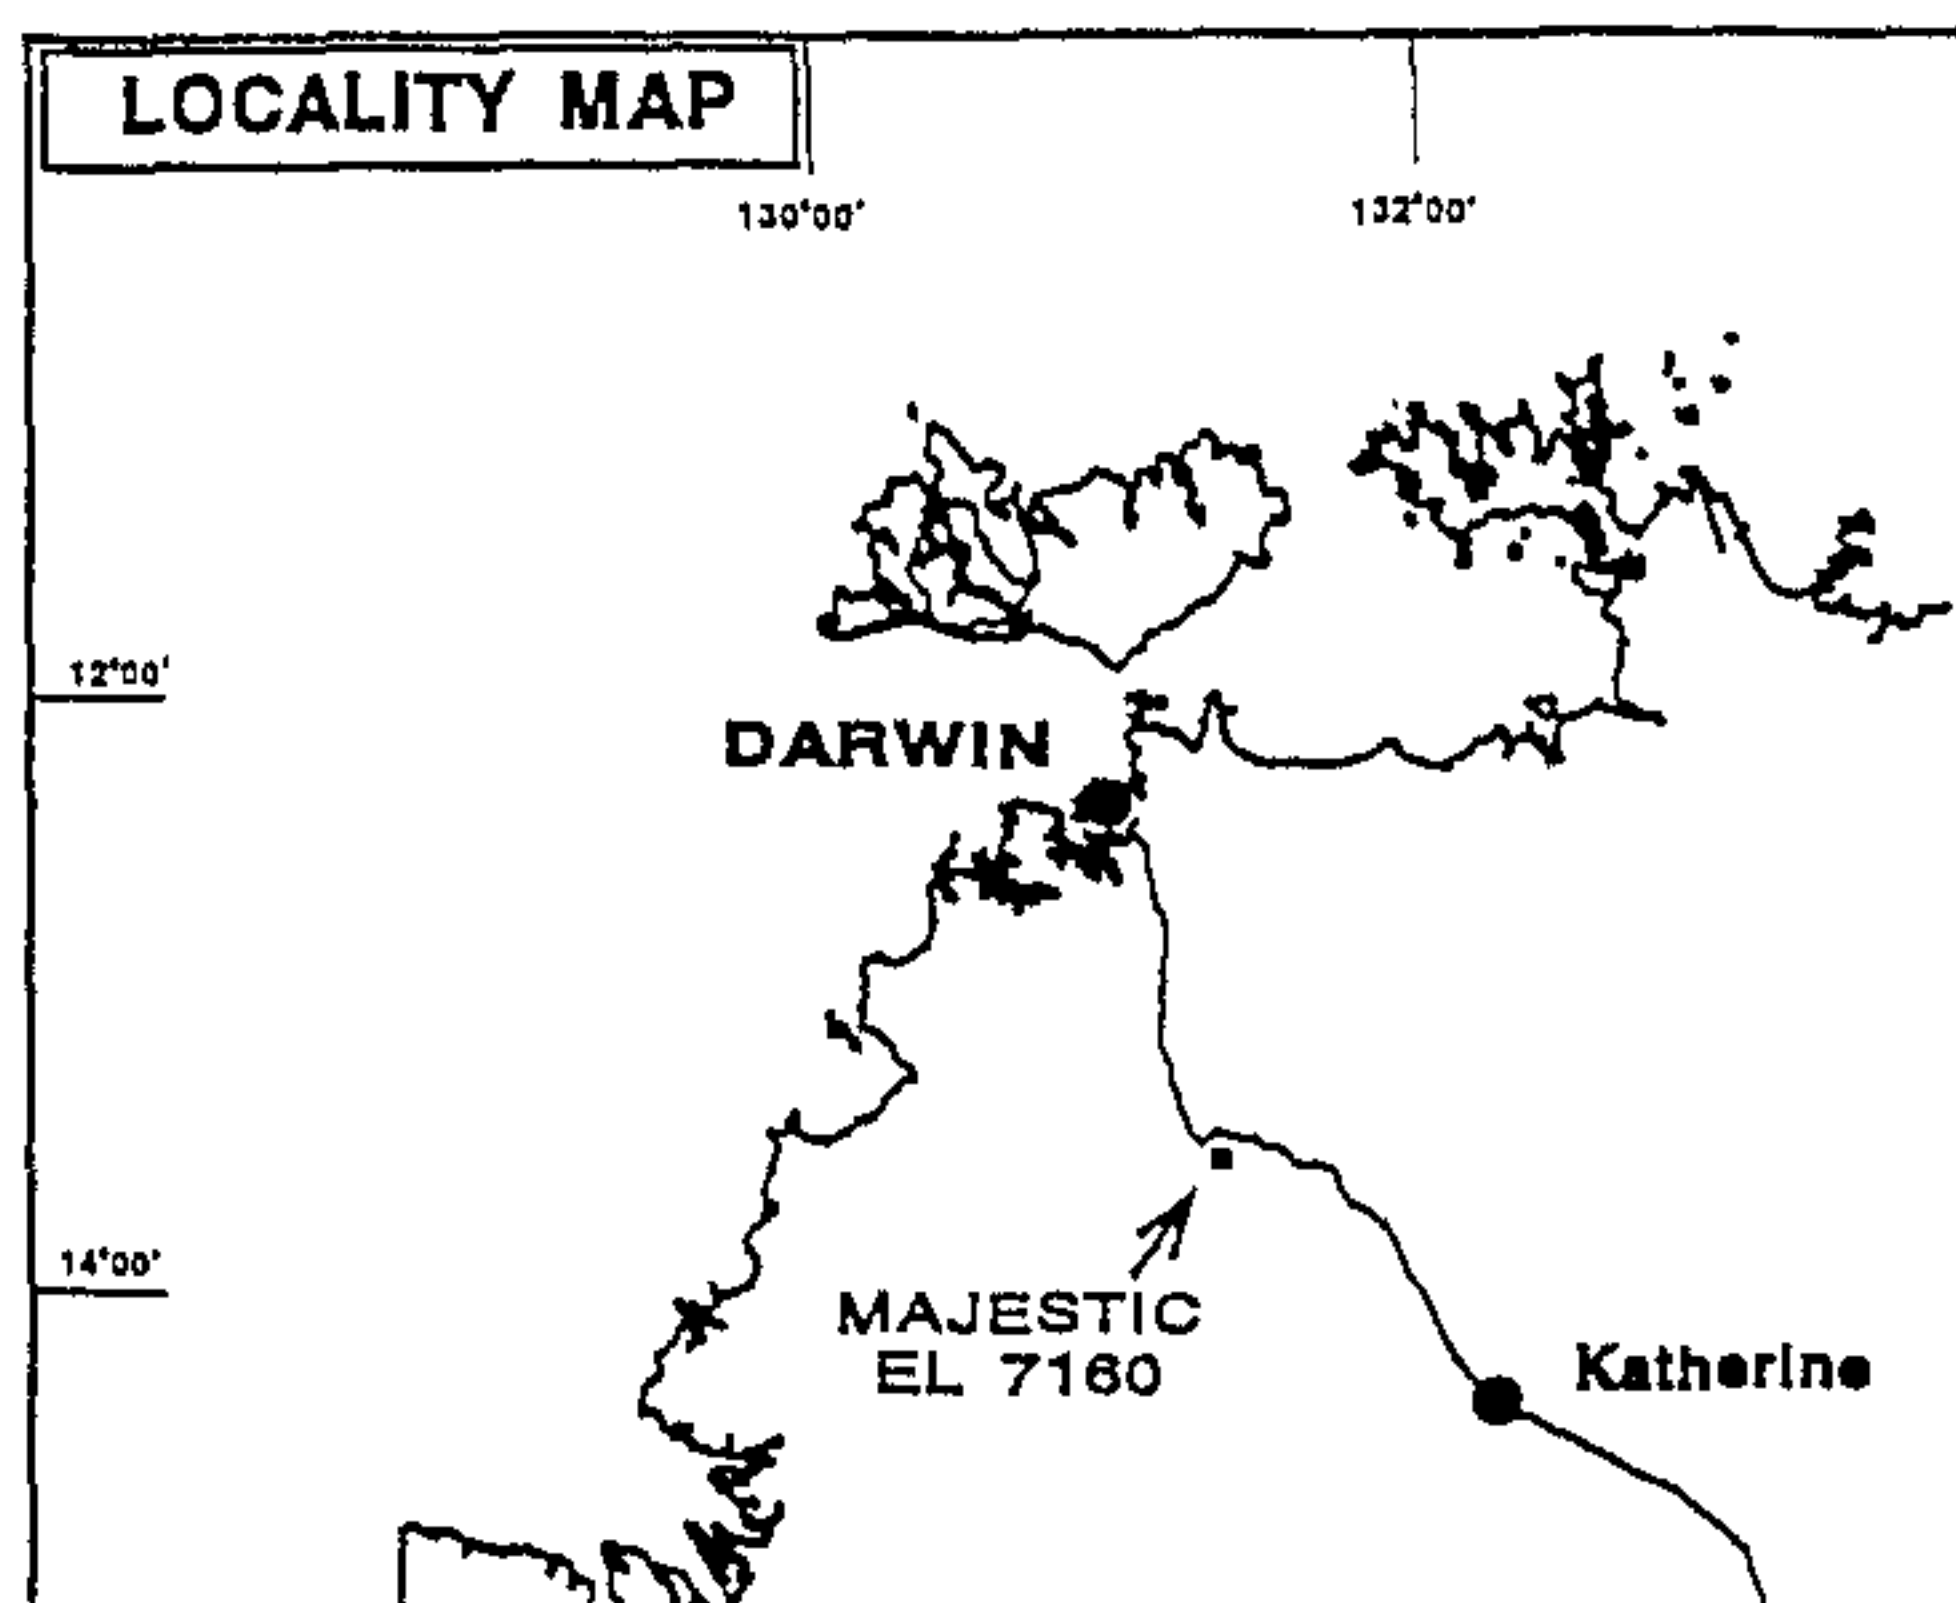 LOCALITY MAP
130°00'
132°00'
12°00'
DARWIN
14°00'
MAJESTIC
EL 7160
Katherine